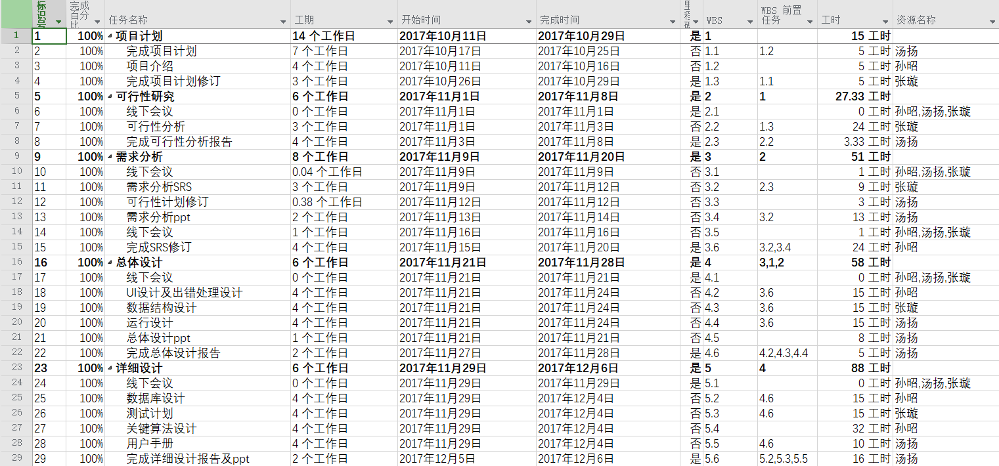 标识号 完成百分比 任务名称 工期 开始时间 完成时间 里程碑 WBS WBS 前置任务 工时 资源名称
1 1 100% 项目计划 14 个工作日 2017年10月11日 2017年10月29日 是 1 15 工时
2 2 100% 完成项目计划 7 个工作日 2017年10月17日 2017年10月25日 否 1.1 1.2 5 工时 汤扬
3 3 100% 项目介绍 4 个工作日 2017年10月11日 2017年10月16日 否 1.2 5 工时 孙昭
4 4 100% 完成项目计划修订 3 个工作日 2017年10月26日 2017年10月29日 是 1.3 1.1 5 工时 张璇
5 5 100% 可行性研究 6 个工作日 2017年11月1日 2017年11月8日 是 2 1 27.33 工时
6 6 100% 线下会议 0 个工作日 2017年11月1日 2017年11月1日 是 2.1 0 工时 孙昭,汤扬,张璇
7 7 100% 可行性分析 3 个工作日 2017年11月1日 2017年11月3日 否 2.2 1.3 24 工时 张璇
8 8 100% 完成可行性分析报告 4 个工作日 2017年11月3日 2017年11月8日 是 2.3 2.2 3.33 工时 汤扬
9 9 100% 需求分析 8 个工作日 2017年11月9日 2017年11月20日 是 3 2 51 工时
10 10 100% 线下会议 0.04 个工作日 2017年11月9日 2017年11月9日 否 3.1 1 工时 孙昭,汤扬,张璇
11 11 100% 需求分析SRS 3 个工作日 2017年11月9日 2017年11月12日 否 3.2 2.3 9 工时 张璇
12 12 100% 可行性计划修订 0.38 个工作日 2017年11月12日 2017年11月12日 否 3.3 3 工时 汤扬
13 13 100% 需求分析ppt 2 个工作日 2017年11月13日 2017年11月14日 否 3.4 3.2 13 工时 汤扬
14 14 100% 线下会议 1 个工作日 2017年11月16日 2017年11月16日 否 3.5 1 工时 孙昭,汤扬,张璇
15 15 100% 完成SRS修订 4 个工作日 2017年11月15日 2017年11月20日 是 3.6 3.2,3.4 24 工时 孙昭
16 16 100% 总体设计 6 个工作日 2017年11月21日 2017年11月28日 是 4 3,1,2 58 工时
17 17 100% 线下会议 0 个工作日 2017年11月21日 2017年11月21日 是 4.1 0 工时 孙昭,汤扬,张璇
18 18 100% UI设计及出错处理设计 4 个工作日 2017年11月21日 2017年11月24日 否 4.2 3.6 15 工时 孙昭
19 19 100% 数据结构设计 4 个工作日 2017年11月21日 2017年11月24日 否 4.3 3.6 15 工时 张璇
20 20 100% 运行设计 4 个工作日 2017年11月21日 2017年11月24日 否 4.4 3.6 15 工时 汤扬
21 21 100% 总体设计ppt 1 个工作日 2017年11月21日 2017年11月21日 否 4.5 8 工时 汤扬
22 22 100% 完成总体设计报告 2 个工作日 2017年11月27日 2017年11月28日 是 4.6 4.2,4.3,4.4 5 工时 汤扬
23 23 100% 详细设计 6 个工作日 2017年11月29日 2017年12月6日 是 5 4 88 工时
24 24 100% 线下会议 0 个工作日 2017年11月29日 2017年11月29日 是 5.1 0 工时 孙昭,汤扬,张璇
25 25 100% 数据库设计 4 个工作日 2017年11月29日 2017年12月4日 否 5.2 4.6 15 工时 孙昭
26 26 100% 测试计划 4 个工作日 2017年11月29日 2017年12月4日 否 5.3 4.6 15 工时 张璇
27 27 100% 关键算法设计 4 个工作日 2017年11月29日 2017年12月4日 否 5.4 32 工时 孙昭
28 28 100% 用户手册 4 个工作日 2017年11月29日 2017年12月4日 否 5.5 4.6 10 工时 汤扬
29 29 100% 完成详细设计报告及ppt 2 个工作日 2017年12月5日 2017年12月6日 是 5.6 5.2,5.3,5.5 16 工时 汤扬